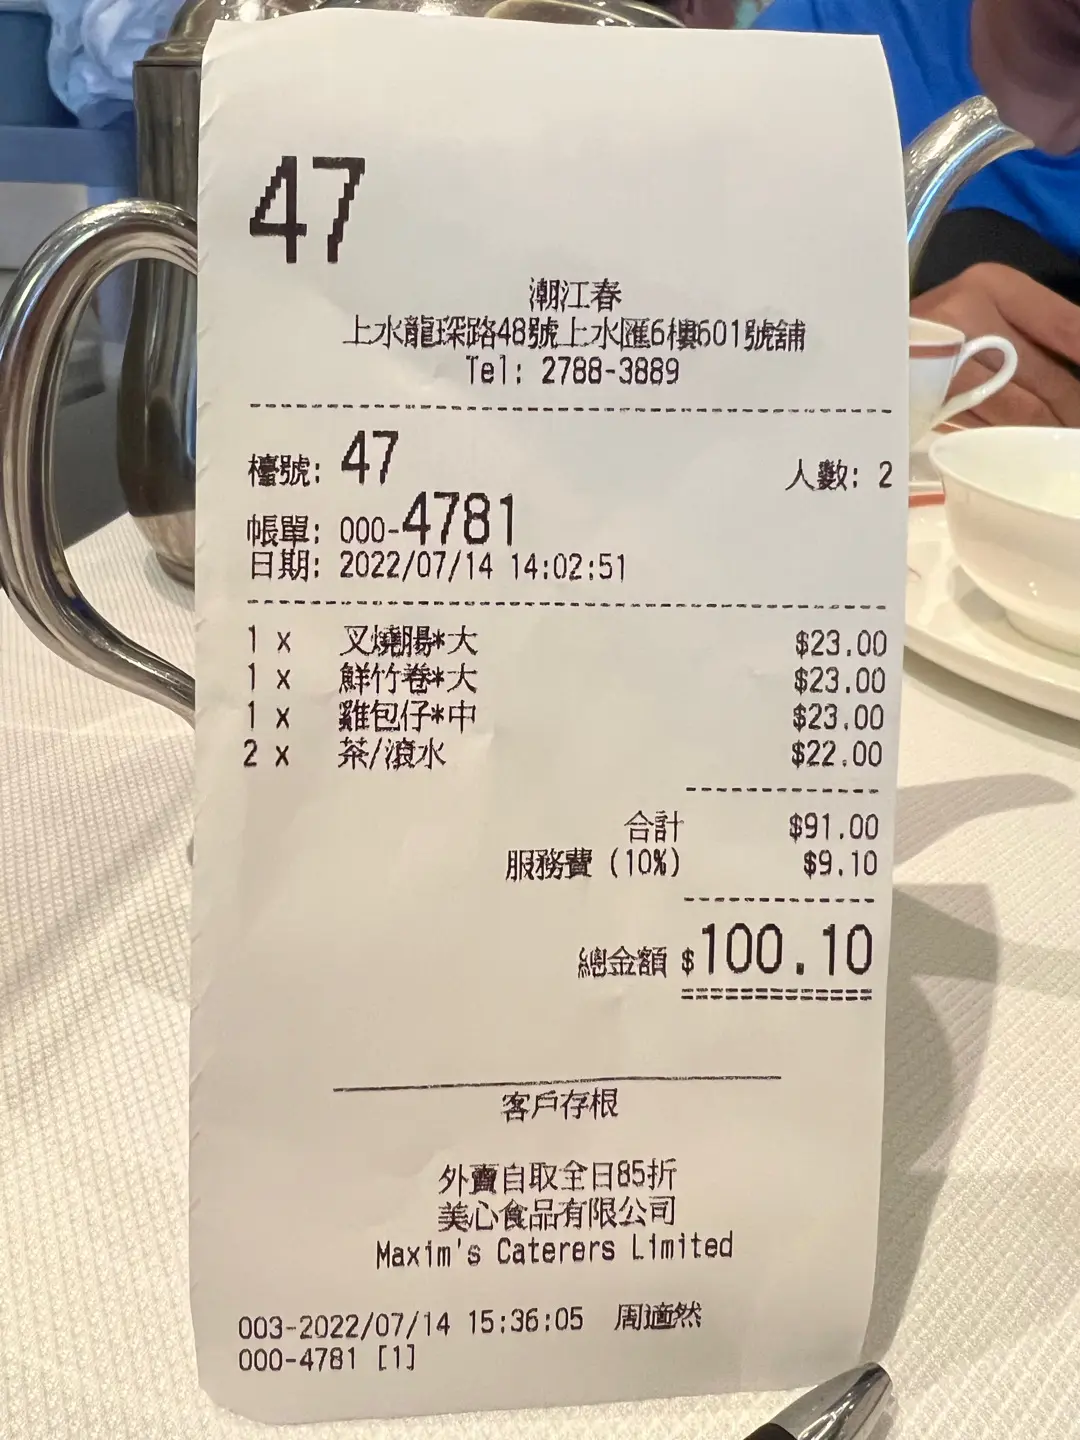 47
潮江春
上水龍琛路48號上水匯6樓601號舖
Tel: 2788-3889
檯號: 47 人數: 2
帳單: 000-4781
日期: 2022/07/14 14:02:51
1 x 叉燒腸*大 $23.00
1 x 鮮竹卷*大 $23.00
1 x 雞包仔*中 $23.00
2 x 茶/滾水 $22.00
合計 $91.00
服務費 (10%) $9.10
總金額 $100.10
客戶存根
外賣自取全日85折
美心食品有限公司
Maxim's Caterers Limited
003-2022/07/14 15:36:05 周適然
000-4781 [1]